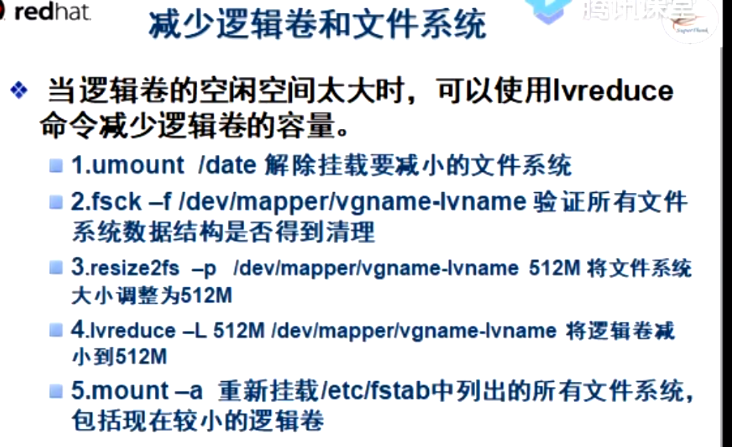 redhat.
减少逻辑卷和文件系统
腾讯课堂
当逻辑卷的空闲空间太大时，可以使用lvreduce
命令减少逻辑卷的容量。
1.umount /date 解除挂载要减小的文件系统
2.fsck –f /dev/mapper/vgname-lvname 验证所有文件
系统数据结构是否得到清理
3.resize2fs –p /dev/mapper/vgname-lvname 512M 将文件系统
大小调整为512M
4.lvreduce –L 512M /dev/mapper/vgname-lvname 将逻辑卷减
小到512M
5.mount –a 重新挂载/etc/fstab中列出的所有文件系统，
包括现在较小的逻辑卷